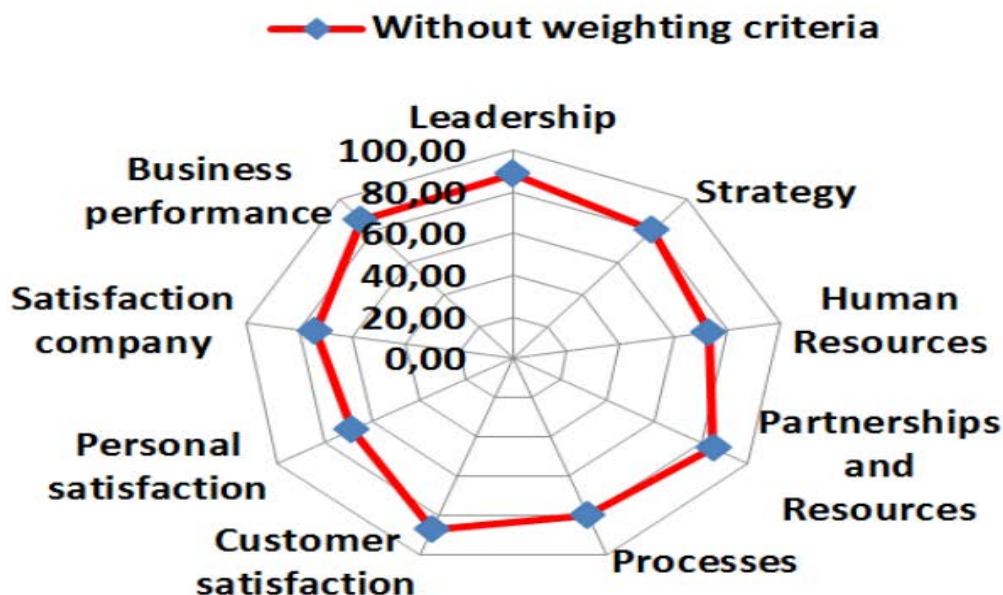 Without weighting criteria
Leadership
100,00
80,00
60,00
40,00
20,00
0,00
Strategy
Human
Resources
Partnerships
and
Resources
Processes
Customer
satisfaction
Personal
satisfaction
Satisfaction
company
Business
performance